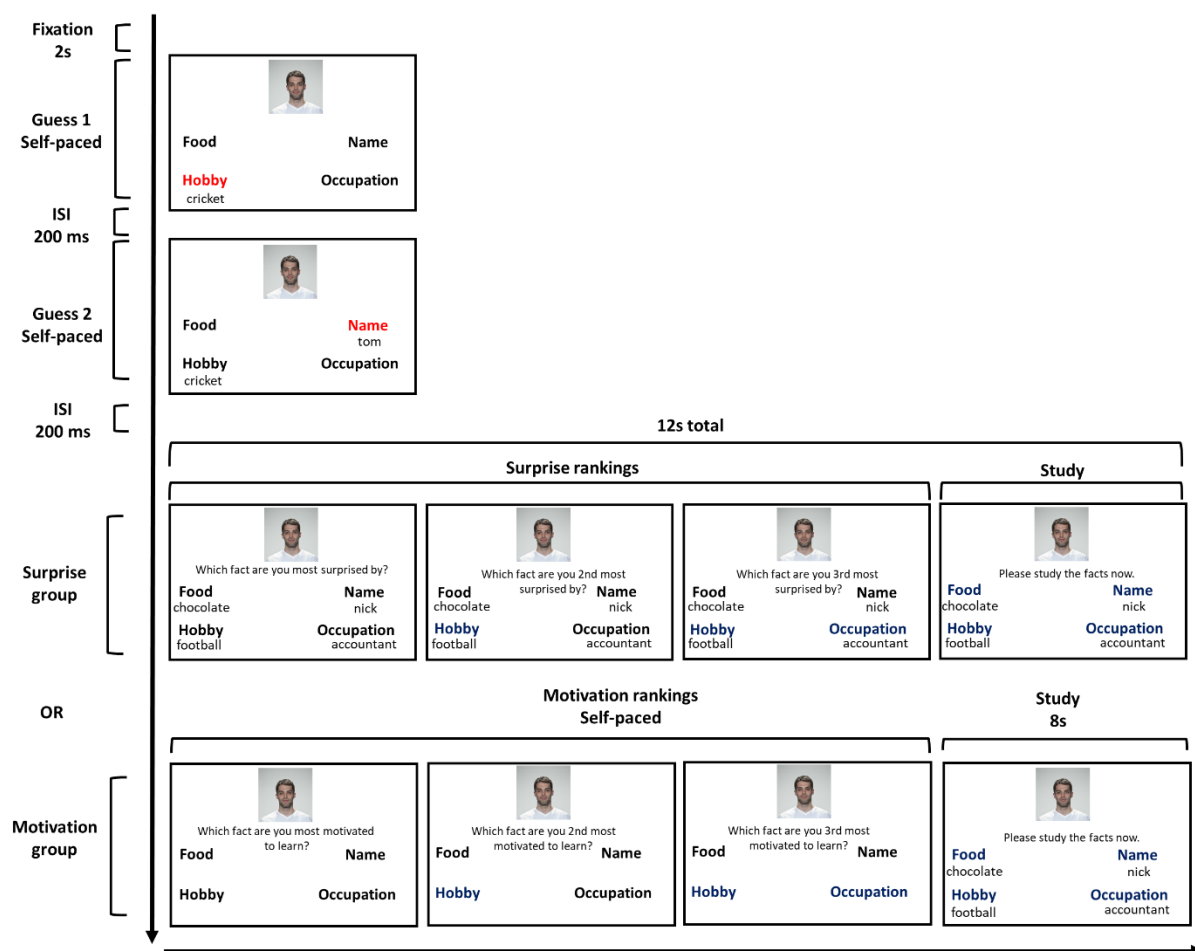 Fixation
2s
Guess 1
Self-paced
Food Name
Hobby Occupation
cricket
ISI
200 ms
Guess 2
Self-paced
Food Name
tom
Hobby Occupation
cricket
ISI
200 ms
12s total
Surprise rankings Study
Surprise
group
Which fact are you most surprised by?
Food Name
chocolate nick
Hobby Occupation
football accountant
Which fact are you 2nd most
surprised by?
Food Name
chocolate nick
Hobby Occupation
football accountant
Which fact are you 3rd most
surprised by?
Food Name
chocolate nick
Hobby Occupation
football accountant
Please study the facts now.
Food Name
chocolate nick
Hobby Occupation
football accountant
OR
Motivation rankings
Self-paced
Study
8s
Motivation
group
Which fact are you most motivated
to learn?
Food Name
Hobby Occupation
Which fact are you 2nd most
motivated to learn?
Food Name
Hobby Occupation
Which fact are you 3rd most
motivated to learn?
Food Name
Hobby Occupation
Please study the facts now.
Food Name
chocolate nick
Hobby Occupation
football accountant